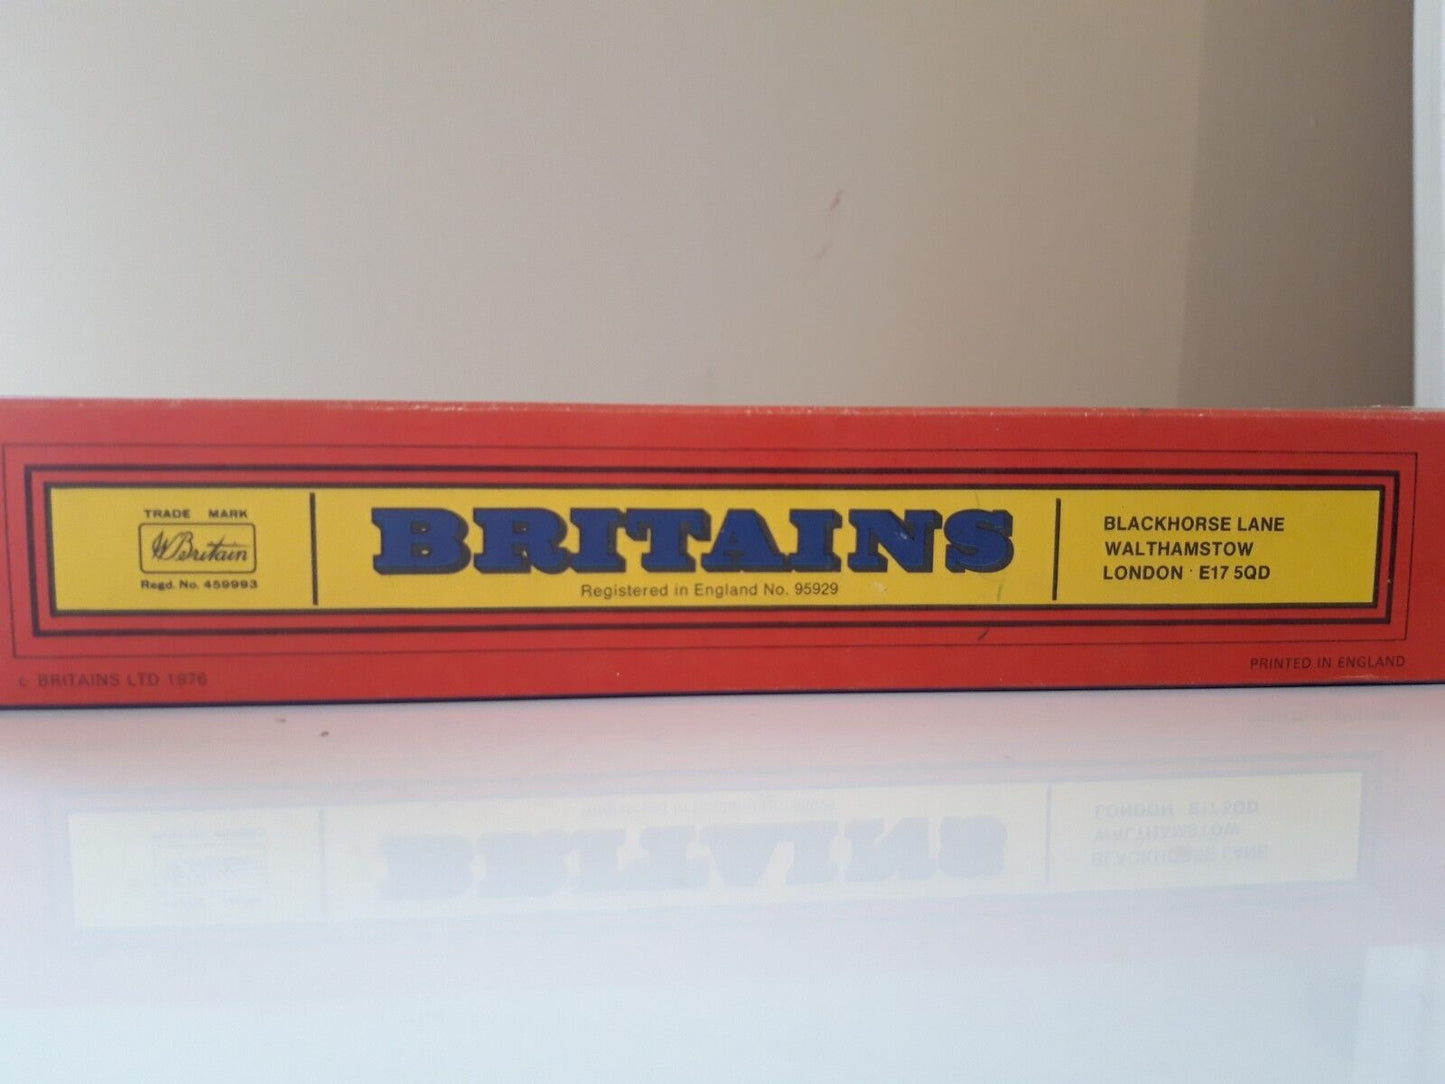 TRADE MARK
W Britain
Regd. No. 459993
BRITAINS
Registered in England No. 95929
BLACKHORSE LANE
WALTHAMSTOW
LONDON · E17 5QD
c BRITAINS LTD 1976
PRINTED IN ENGLAND